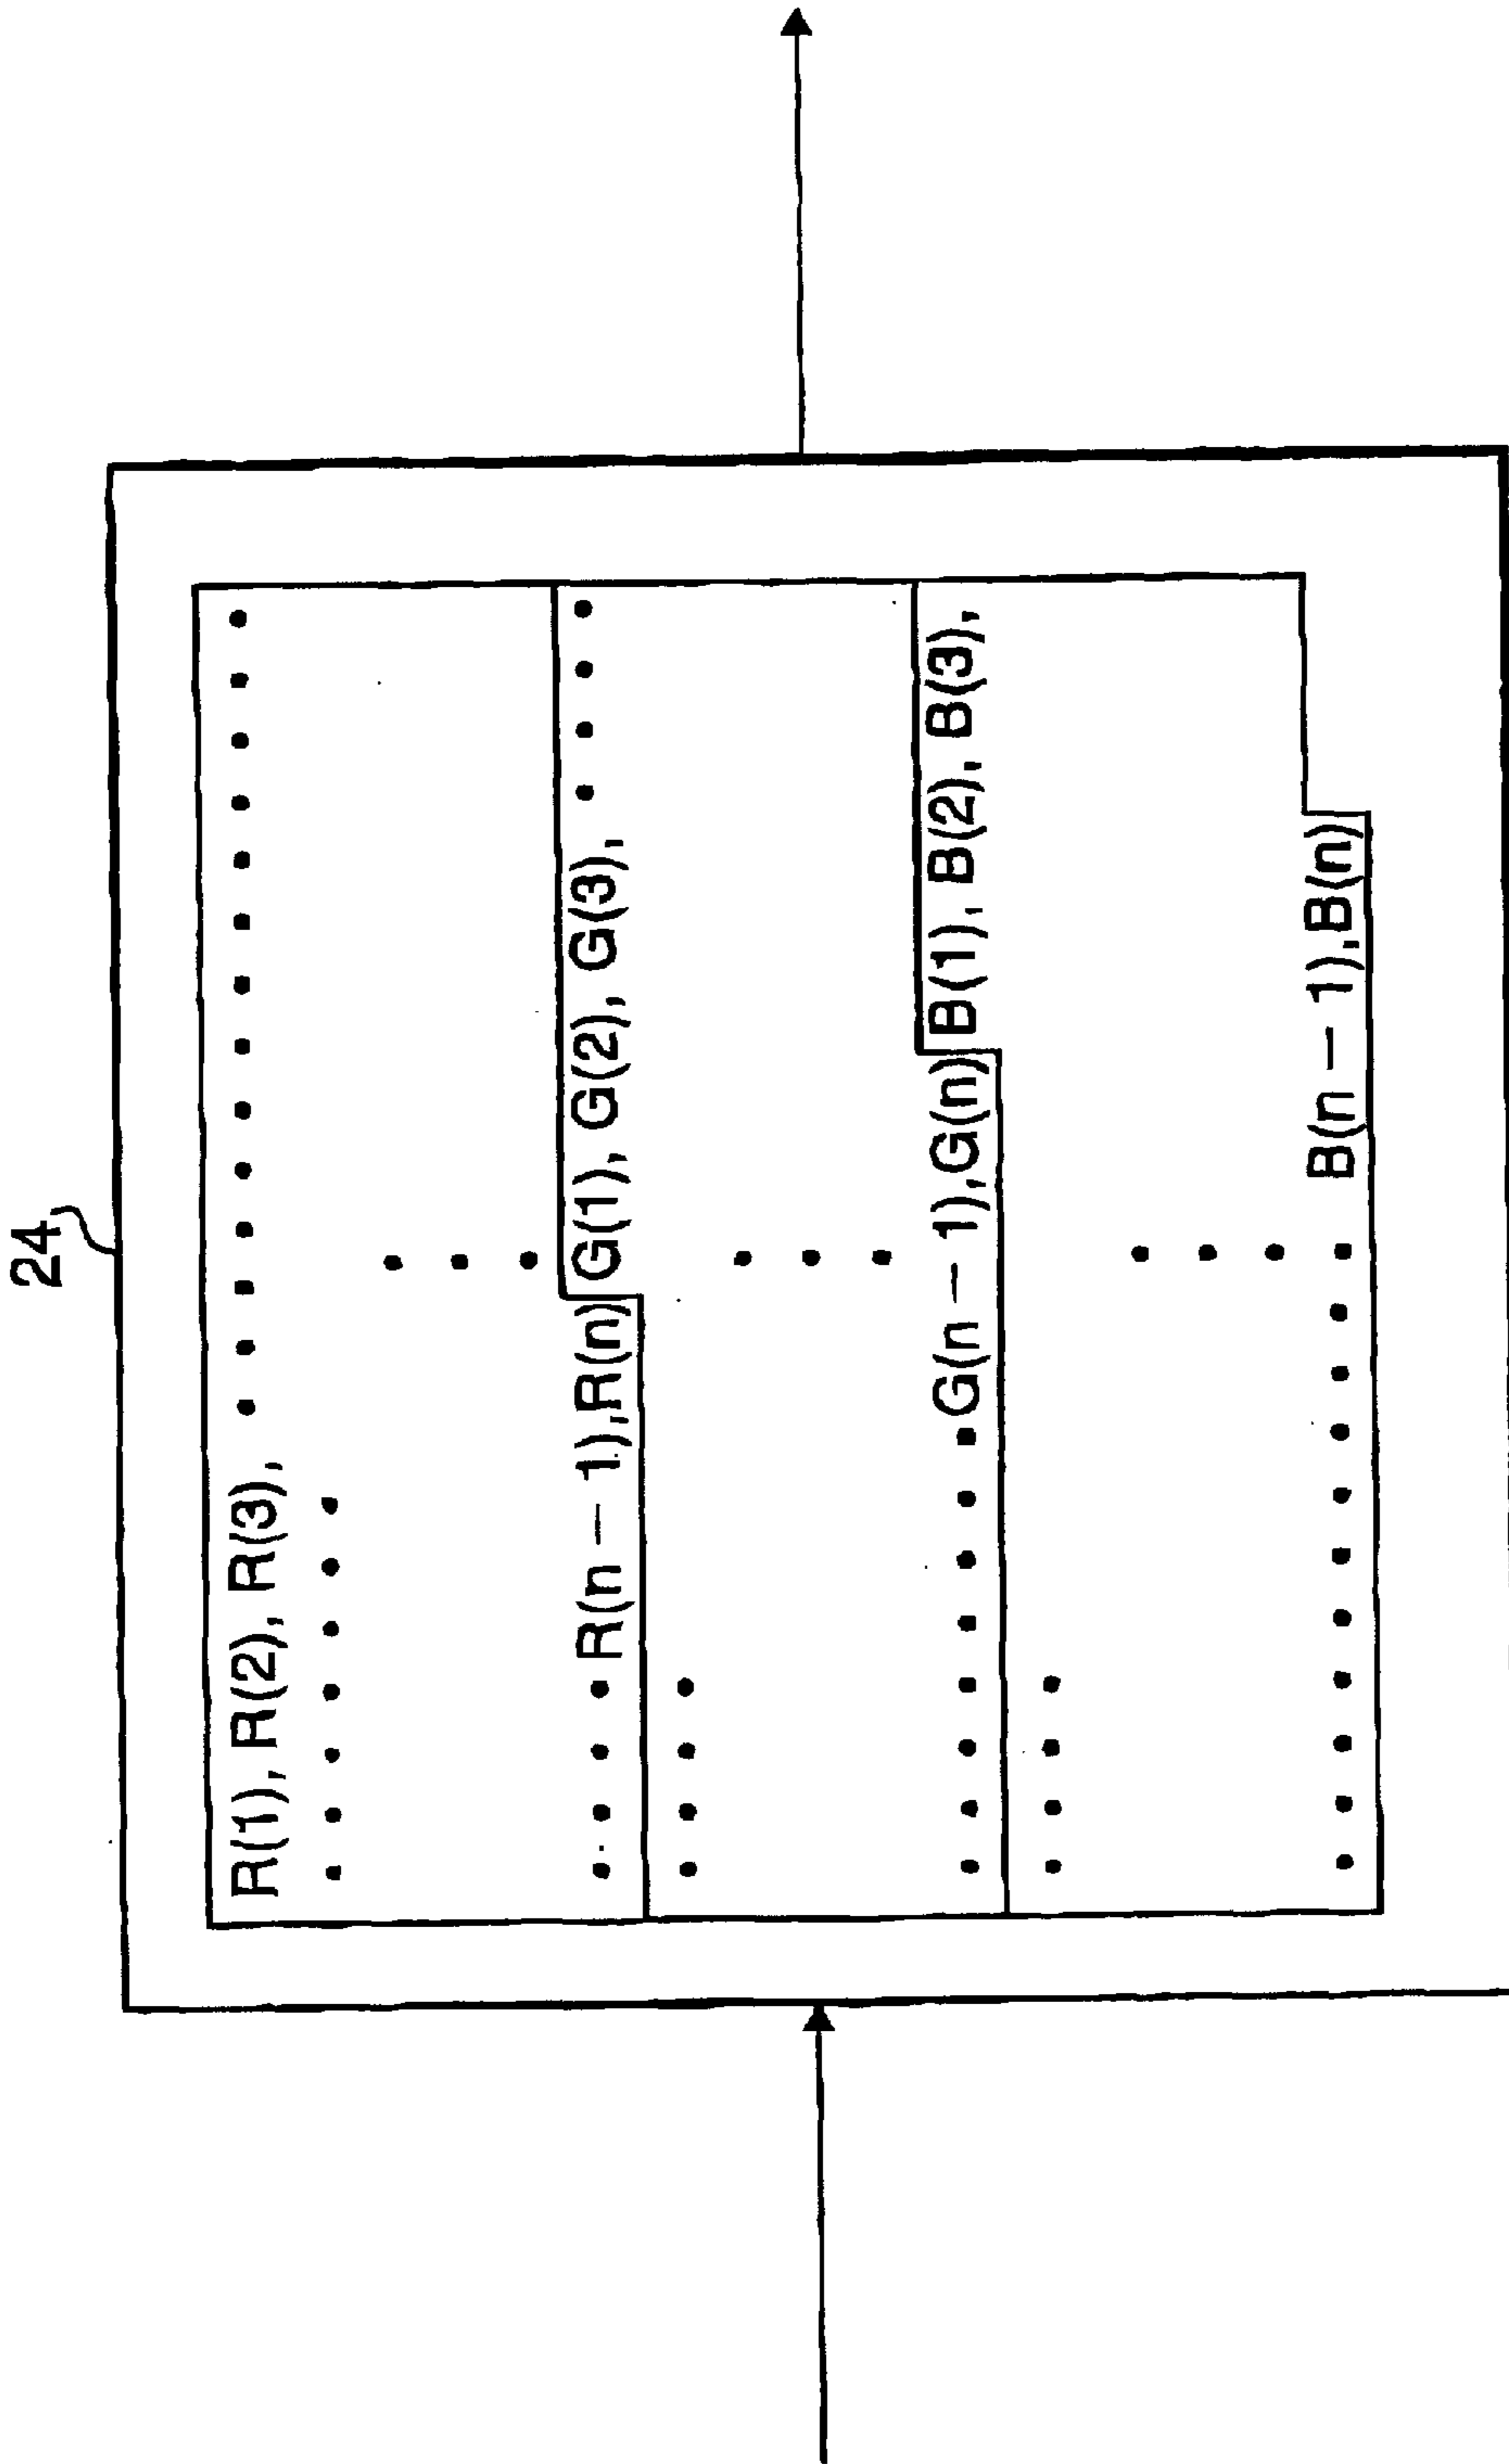 24
R(1), R(2), R(3),
R(n − 1),R(n) G(1), G(2), G(3),
G(n − 1),G(n) B(1), B(2), B(3),
B(n − 1),B(n)